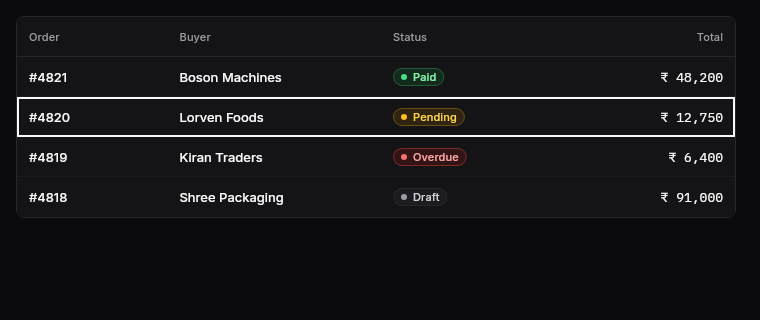 Order Buyer Status Total
#4821 Boson Machines Paid ₹ 48,200
#4820 Lorven Foods Pending ₹ 12,750
#4819 Kiran Traders Overdue ₹ 6,400
#4818 Shree Packaging Draft ₹ 91,000